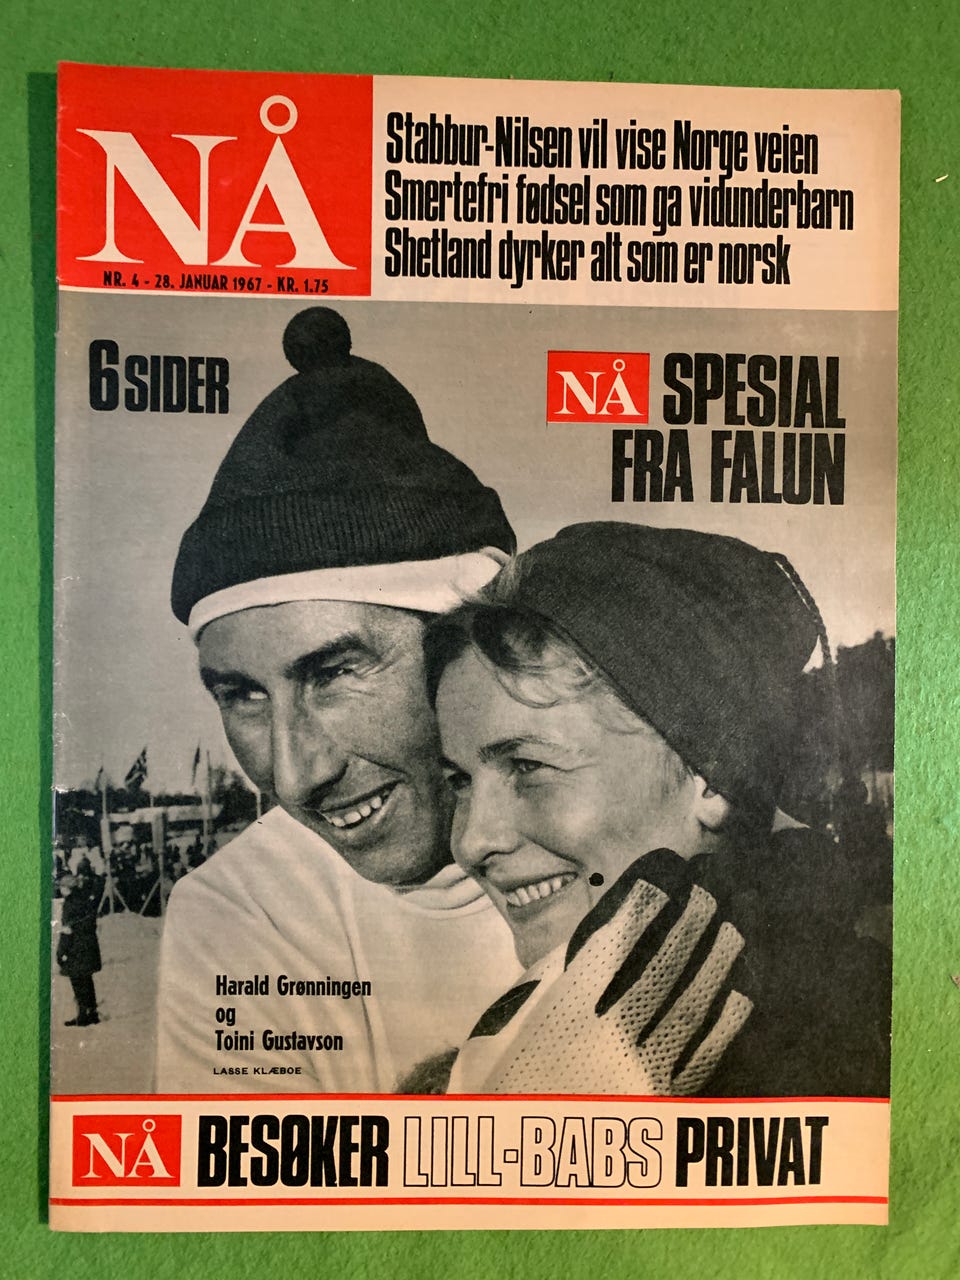 NÅ
NR. 4 - 28. JANUAR 1967 - KR. 1.75
Stabbur-Nilsen vil vise Norge veien
Smertefri fødsel som ga vidunderbarn
Shetland dyrker alt som er norsk
6 SIDER
NÅ SPESIAL
FRA FALUN
Harald Grønningen
og
Toini Gustavson
LASSE KLÆBOE
NÅ BESØKER LILL-BABS PRIVAT